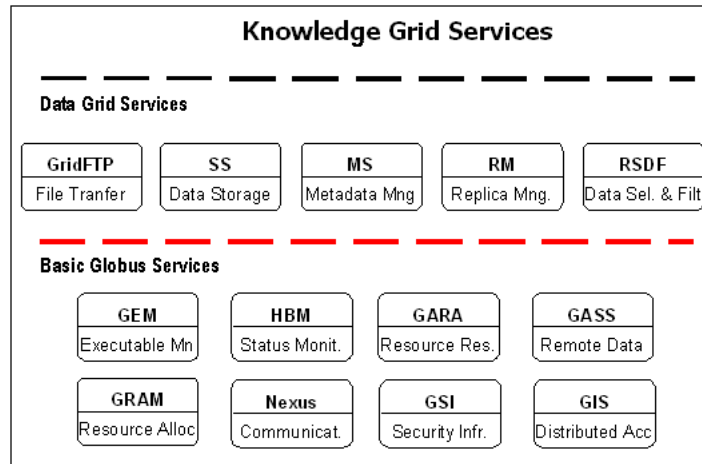 Knowledge Grid Services
Data Grid Services
GridFTP SS MS RM RSDF
File Tranfer Data Storage Metadata Mng Replica Mng. Data Sel. & Filt
Basic Globus Services
GEM HBM GARA GASS
Executable Mn Status Monit. Resource Res. Remote Data
GRAM Nexus GSI GIS
Resource Alloc Communicat. Security Infr. Distributed Acc